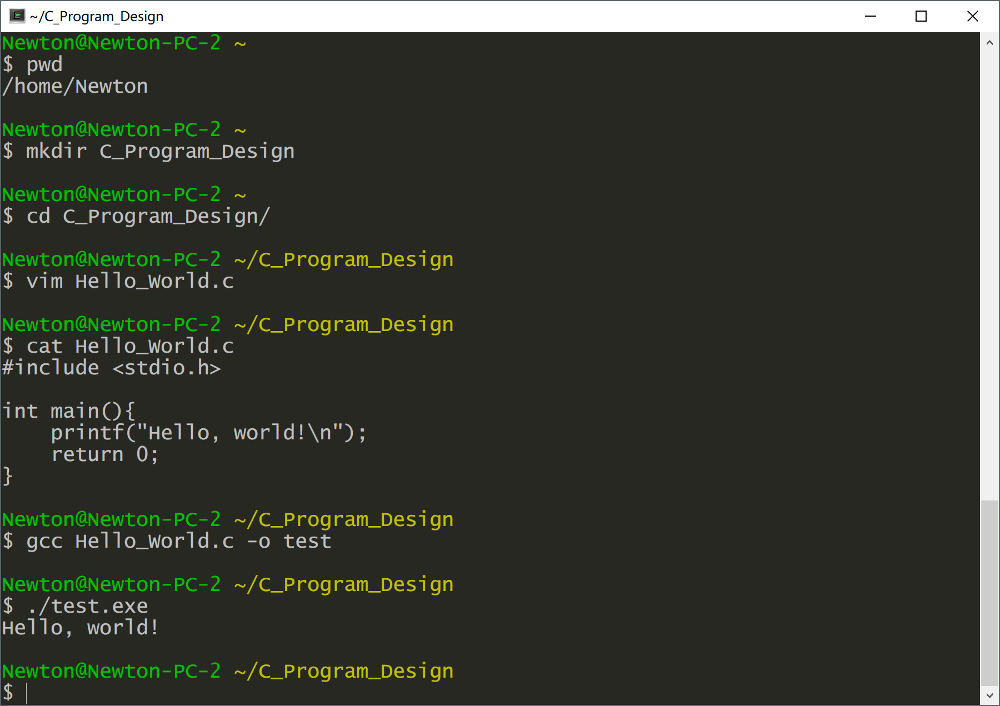 ~/C_Program_Design
Newton@Newton-PC-2 ~
$ pwd
/home/Newton
Newton@Newton-PC-2 ~
$ mkdir C_Program_Design
Newton@Newton-PC-2 ~
$ cd C_Program_Design/
Newton@Newton-PC-2 ~/C_Program_Design
$ vim Hello_World.c
Newton@Newton-PC-2 ~/C_Program_Design
$ cat Hello_World.c
#include <stdio.h>
int main(){
    printf("Hello, world!\n");
    return 0;
}
Newton@Newton-PC-2 ~/C_Program_Design
$ gcc Hello_World.c -o test
Newton@Newton-PC-2 ~/C_Program_Design
$ ./test.exe
Hello, world!
Newton@Newton-PC-2 ~/C_Program_Design
$